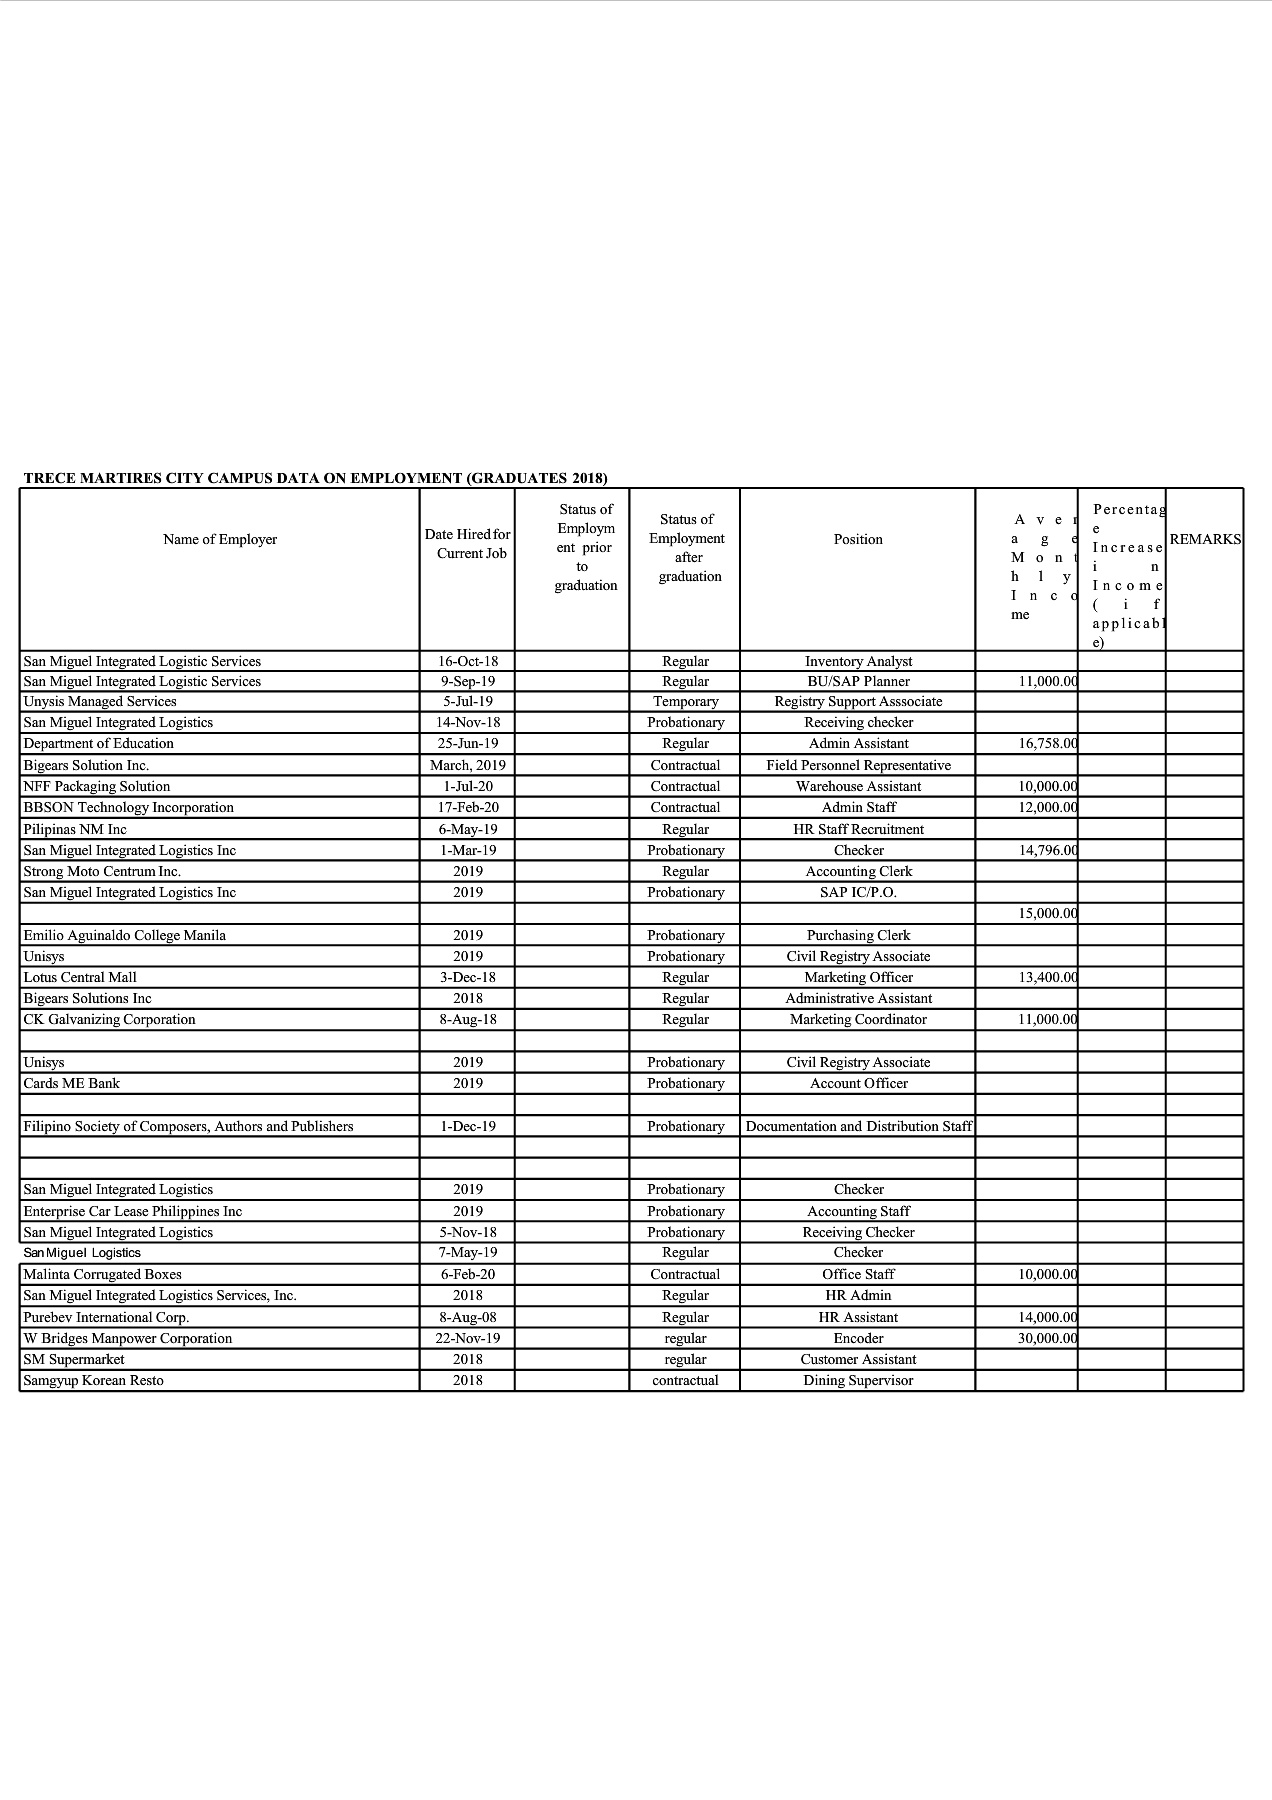 TRECE MARTIRES CITY CAMPUS DATA ON EMPLOYMENT (GRADUATES 2018)
Name of Employer Date Hired for Current Job Status of Employm ent prior to graduation Status of Employment after graduation Position Average Monthly Income Percentage Increase in Income (if applicable) REMARKS
San Miguel Integrated Logistic Services 16-Oct-18 Regular Inventory Analyst
San Miguel Integrated Logistic Services 9-Sep-19 Regular BU/SAP Planner 11,000.00
Unysis Managed Services 5-Jul-19 Temporary Registry Support Asssociate
San Miguel Integrated Logistics 14-Nov-18 Probationary Receiving checker
Department of Education 25-Jun-19 Regular Admin Assistant 16,758.00
Bigears Solution Inc. March, 2019 Contractual Field Personnel Representative
NFF Packaging Solution 1-Jul-20 Contractual Warehouse Assistant 10,000.00
BBSON Technology Incorporation 17-Feb-20 Contractual Admin Staff 12,000.00
Pilipinas NM Inc 6-May-19 Regular HR Staff Recruitment
San Miguel Integrated Logistics Inc 1-Mar-19 Probationary Checker 14,796.00
Strong Moto Centrum Inc. 2019 Regular Accounting Clerk
San Miguel Integrated Logistics Inc 2019 Probationary SAP IC/P.O.
15,000.00
Emilio Aguinaldo College Manila 2019 Probationary Purchasing Clerk
Unisys 2019 Probationary Civil Registry Associate
Lotus Central Mall 3-Dec-18 Regular Marketing Officer 13,400.00
Bigears Solutions Inc 2018 Regular Administrative Assistant
CK Galvanizing Corporation 8-Aug-18 Regular Marketing Coordinator 11,000.00
Unisys 2019 Probationary Civil Registry Associate
Cards ME Bank 2019 Probationary Account Officer
Filipino Society of Composers, Authors and Publishers 1-Dec-19 Probationary Documentation and Distribution Staff
San Miguel Integrated Logistics 2019 Probationary Checker
Enterprise Car Lease Philippines Inc 2019 Probationary Accounting Staff
San Miguel Integrated Logistics 5-Nov-18 Probationary Receiving Checker
San Miguel Logistics 7-May-19 Regular Checker
Malinta Corrugated Boxes 6-Feb-20 Contractual Office Staff 10,000.00
San Miguel Integrated Logistics Services, Inc. 2018 Regular HR Admin
Purebev International Corp. 8-Aug-08 Regular HR Assistant 14,000.00
W Bridges Manpower Corporation 22-Nov-19 regular Encoder 30,000.00
SM Supermarket 2018 regular Customer Assistant
Samgyup Korean Resto 2018 contractual Dining Supervisor